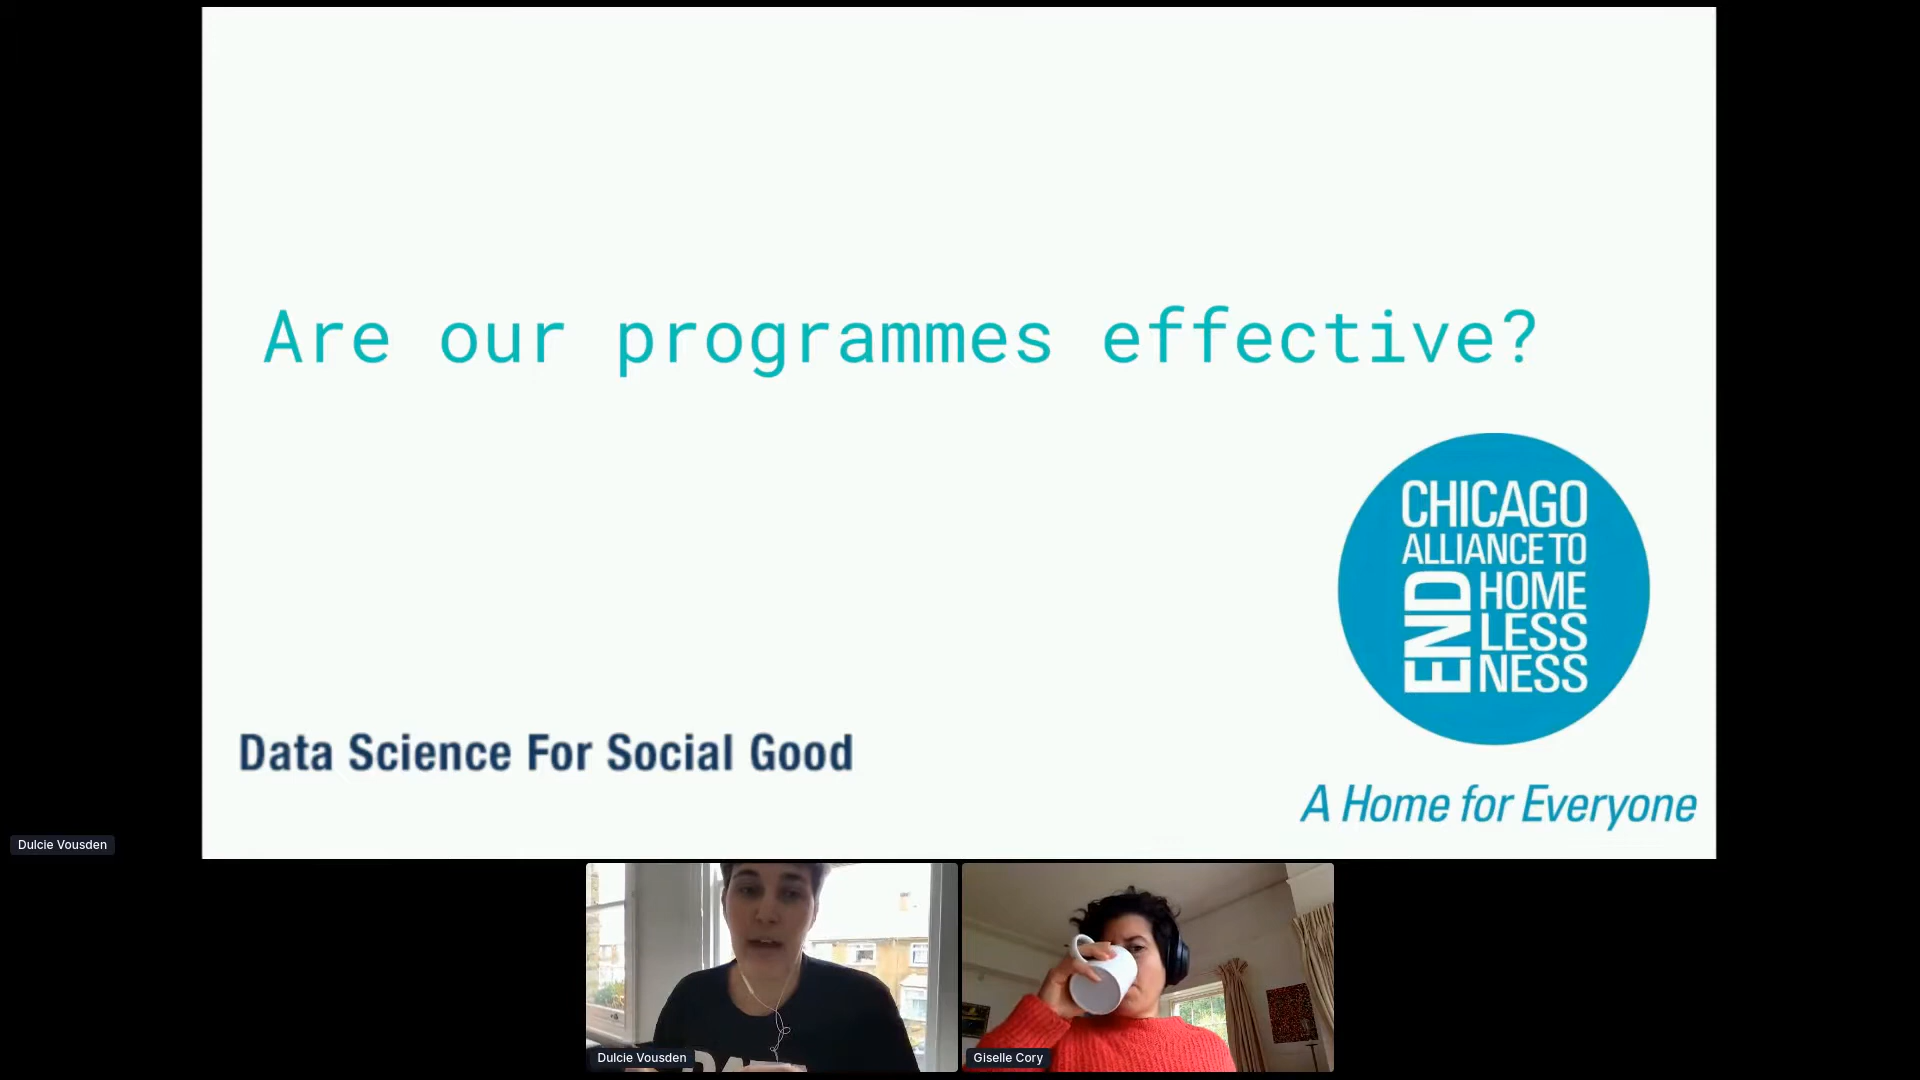 Are our programmes effective?
CHICAGO
ALLIANCE TO
END
HOME
LESS
NESS
Data Science For Social Good
A Home for Everyone
Dulcie Vousden
Dulcie Vousden
Giselle Cory